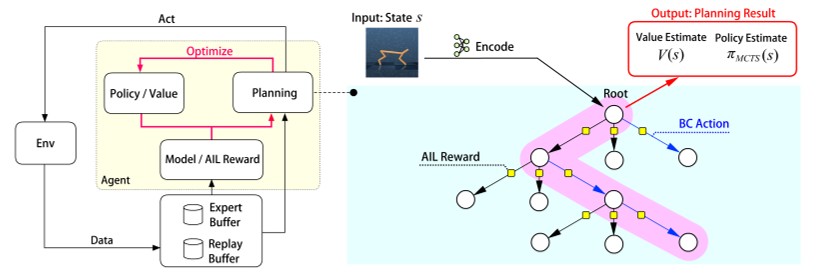 Act
Optimize
Policy / Value
Planning
Env
Model / AIL Reward
Agent
Expert
Buffer
Replay
Buffer
Data
Input: State s
Encode
Output: Planning Result
Value Estimate
V(s)
Policy Estimate
π_MCTS(s)
Root
BC Action
AIL Reward